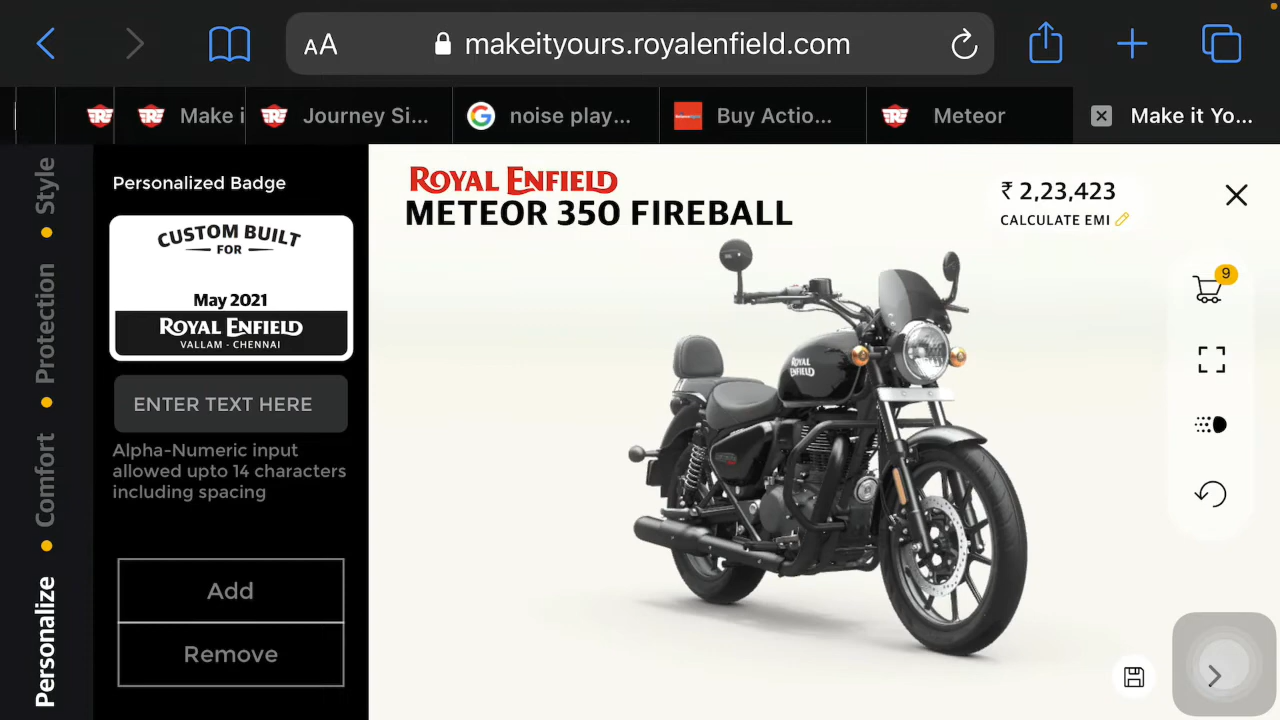 AA
makeityours.royalenfield.com
Make i
Journey Si...
noise play...
Buy Actio...
Meteor
Make it Yo...
Style
Protection
Comfort
Personalize
Personalized Badge
CUSTOM BUILT
FOR
May 2021
ROYAL ENFIELD
VALLAM - CHENNAI
ENTER TEXT HERE
Alpha-Numeric input
allowed upto 14 characters
including spacing
Add
Remove
ROYAL ENFIELD
METEOR 350 FIREBALL
₹ 2,23,423
CALCULATE EMI
9
ROYAL
ENFIELD